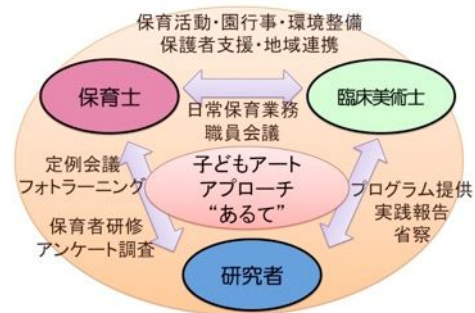 保育活動・園行事・環境整備
保護者支援・地域連携
保育士
臨床美術士
日常保育業務
職員会議
定例会議
フォトラーニング
子どもアート
アプローチ
“あるて”
プログラム提供
実践報告
省察
保育者研修
アンケート調査
研究者